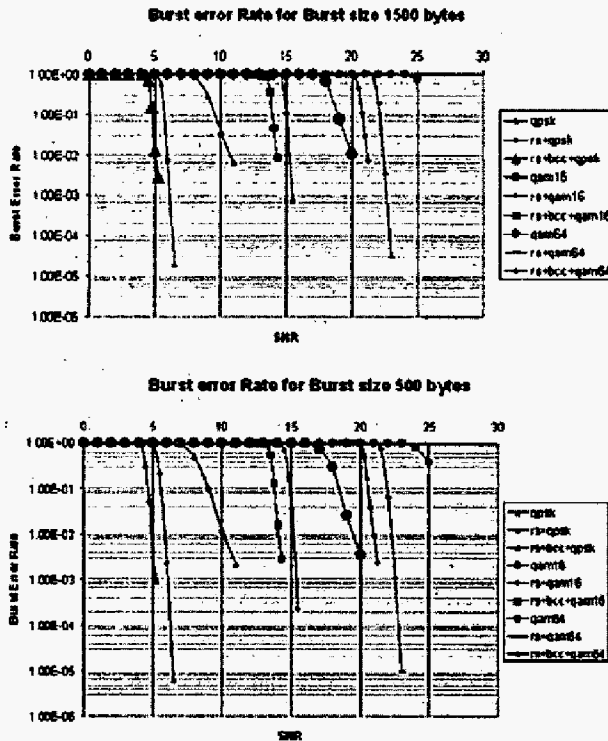 Burst error Rate for Burst size 1500 bytes
0 5 10 15 20 25 30
1.00E+00
1.00E-01
1.00E-02
1.00E-03
1.00E-04
1.00E-05
1.00E-06
Burst Error Rate
SNR
qpsk
rs+qpsk
rs+bcc+qpsk
qam16
rs+qam16
rs+bcc+qam16
qam64
rs+qam64
rs+bcc+qam64
Burst error Rate for Burst size 500 bytes
0 5 10 15 20 25 30
1.00E+00
1.00E-01
1.00E-02
1.00E-03
1.00E-04
1.00E-05
1.00E-06
Burst Error Rate
SNR
qpsk
rs+qpsk
rs+bcc+qpsk
qam16
rs+qam16
rs+bcc+qam16
qam64
rs+qam64
rs+bcc+qam64